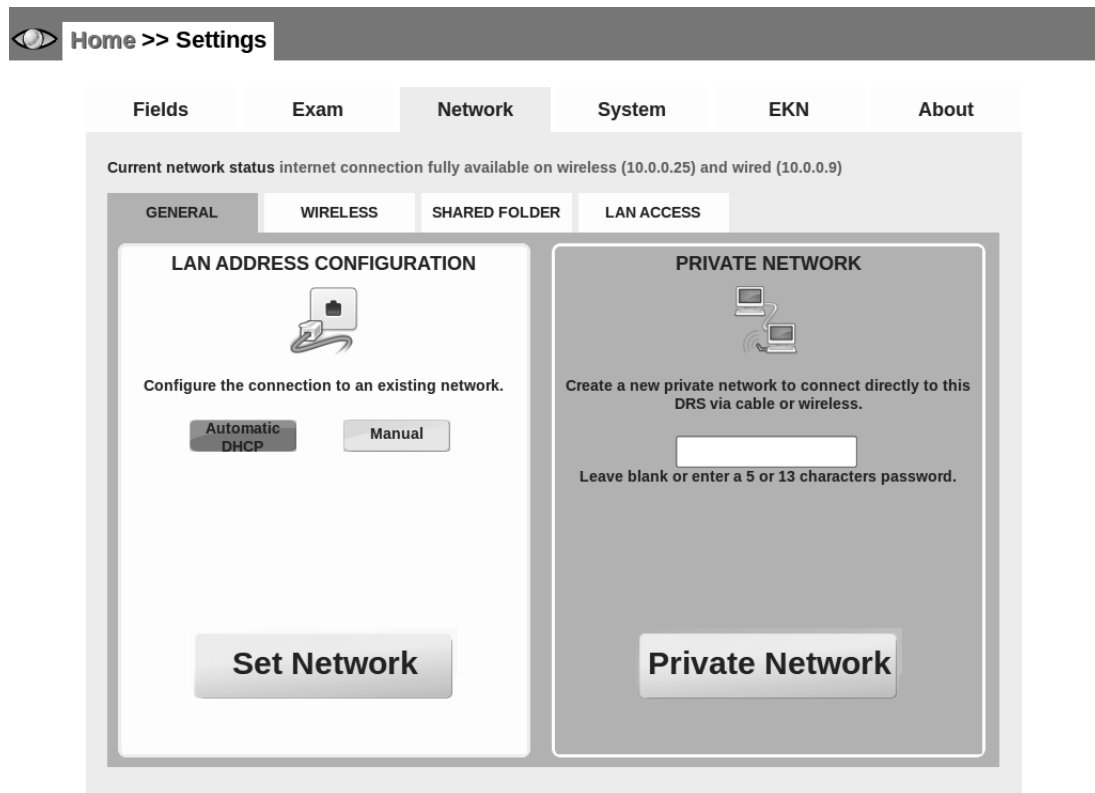 Home >> Settings
Fields Exam Network System EKN About
Current network status internet connection fully available on wireless (10.0.0.25) and wired (10.0.0.9)
GENERAL WIRELESS SHARED FOLDER LAN ACCESS
LAN ADDRESS CONFIGURATION
Configure the connection to an existing network.
Automatic
DHCP
Manual
Set Network
PRIVATE NETWORK
Create a new private network to connect directly to this
DRS via cable or wireless.
Leave blank or enter a 5 or 13 characters password.
Private Network